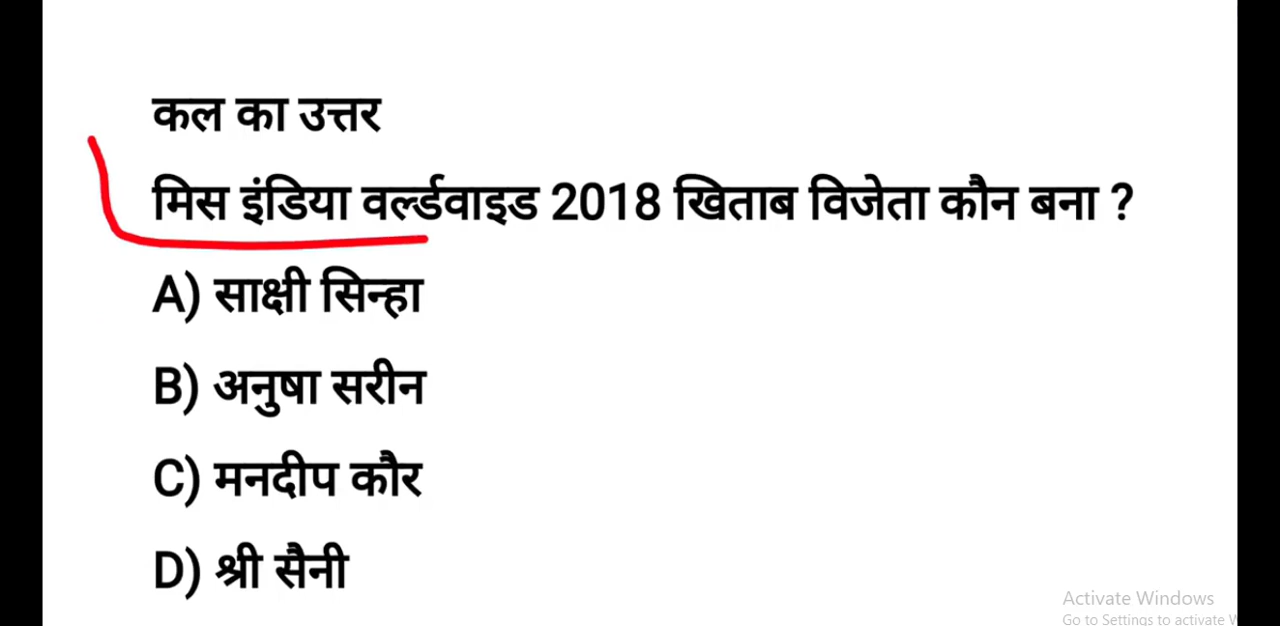 कल का उत्तर
मिस इंडिया वर्ल्डवाइड 2018 खिताब विजेता कौन बना ?
A) साक्षी सिन्हा
B) अनुषा सरीन
C) मनदीप कौर
D) श्री सैनी
Activate Windows
Go to Settings to activate W